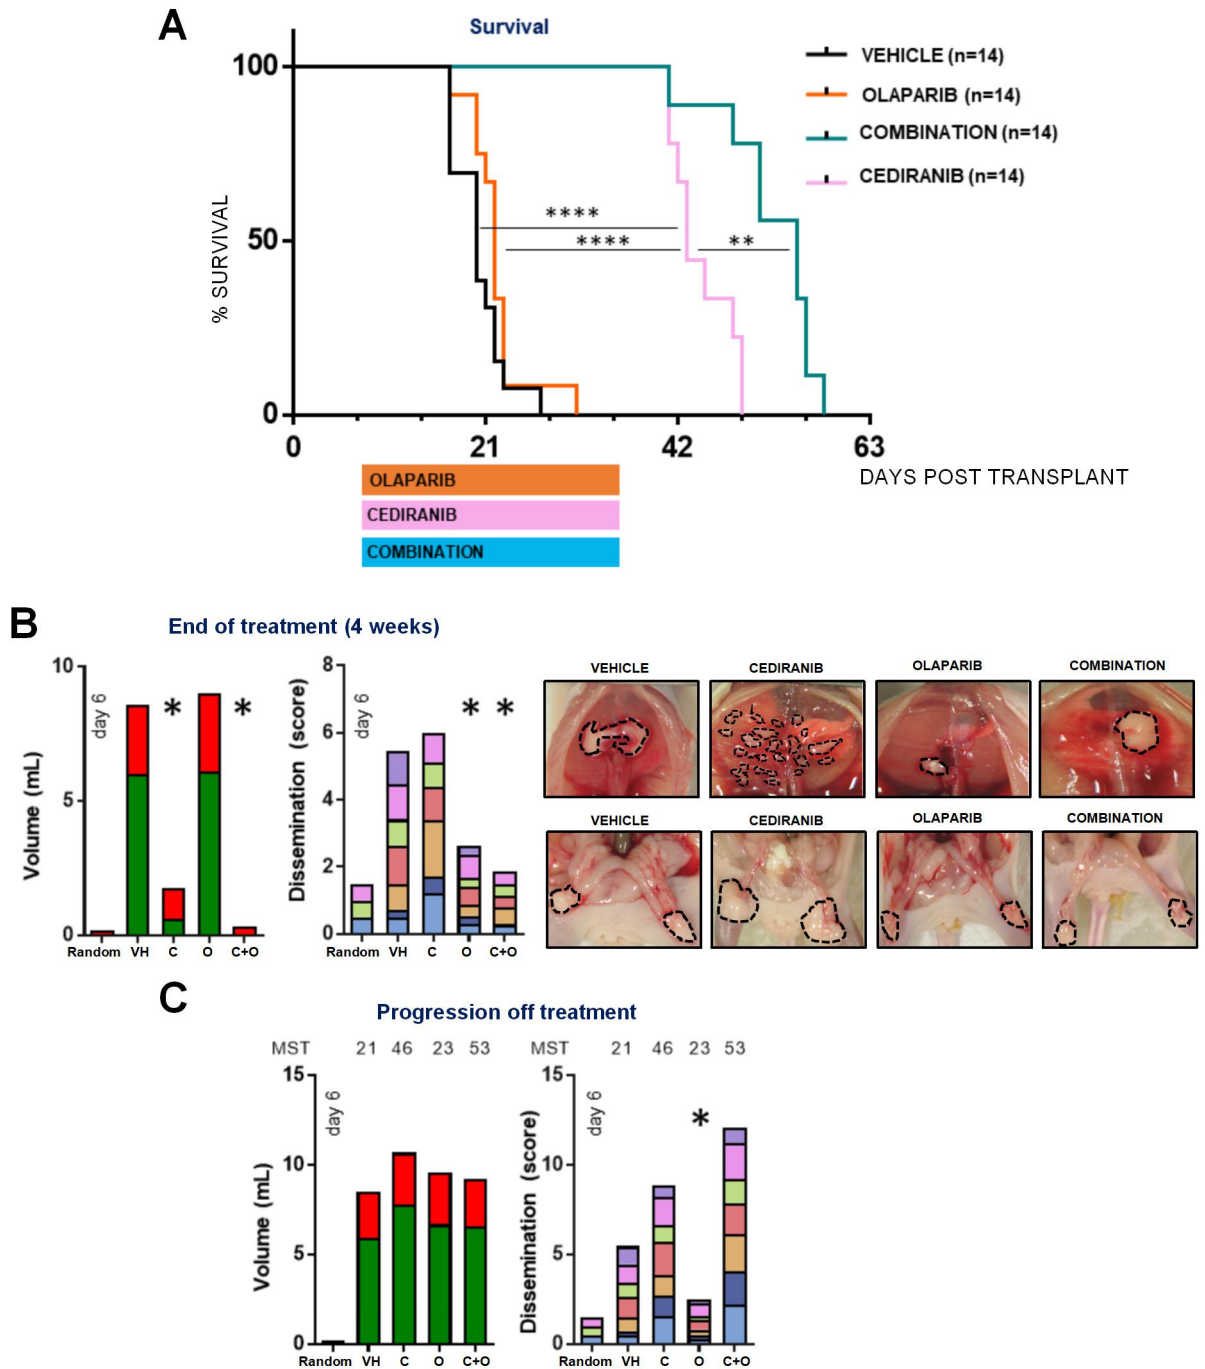 A
Survival
100
50
0
% SURVIVAL
VEHICLE (n=14)
OLAPARIB (n=14)
COMBINATION (n=14)
CEDIRANIB (n=14)
****
****
**
0 21 42 63
DAYS POST TRANSPLANT
OLAPARIB
CEDIRANIB
COMBINATION
B
End of treatment (4 weeks)
10
5
0
Volume (mL)
day 6
* *
Random VH C O C+O
8
6
4
2
0
Dissemination (score)
day 6
* *
Random VH C O C+O
VEHICLE CEDIRANIB OLAPARIB COMBINATION
VEHICLE CEDIRANIB OLAPARIB COMBINATION
C
Progression off treatment
MST 21 46 23 53
15
10
5
0
Volume (mL)
day 6
Random VH C O C+O
MST 21 46 23 53
15
10
5
0
Dissemination (score)
day 6
*
Random VH C O C+O